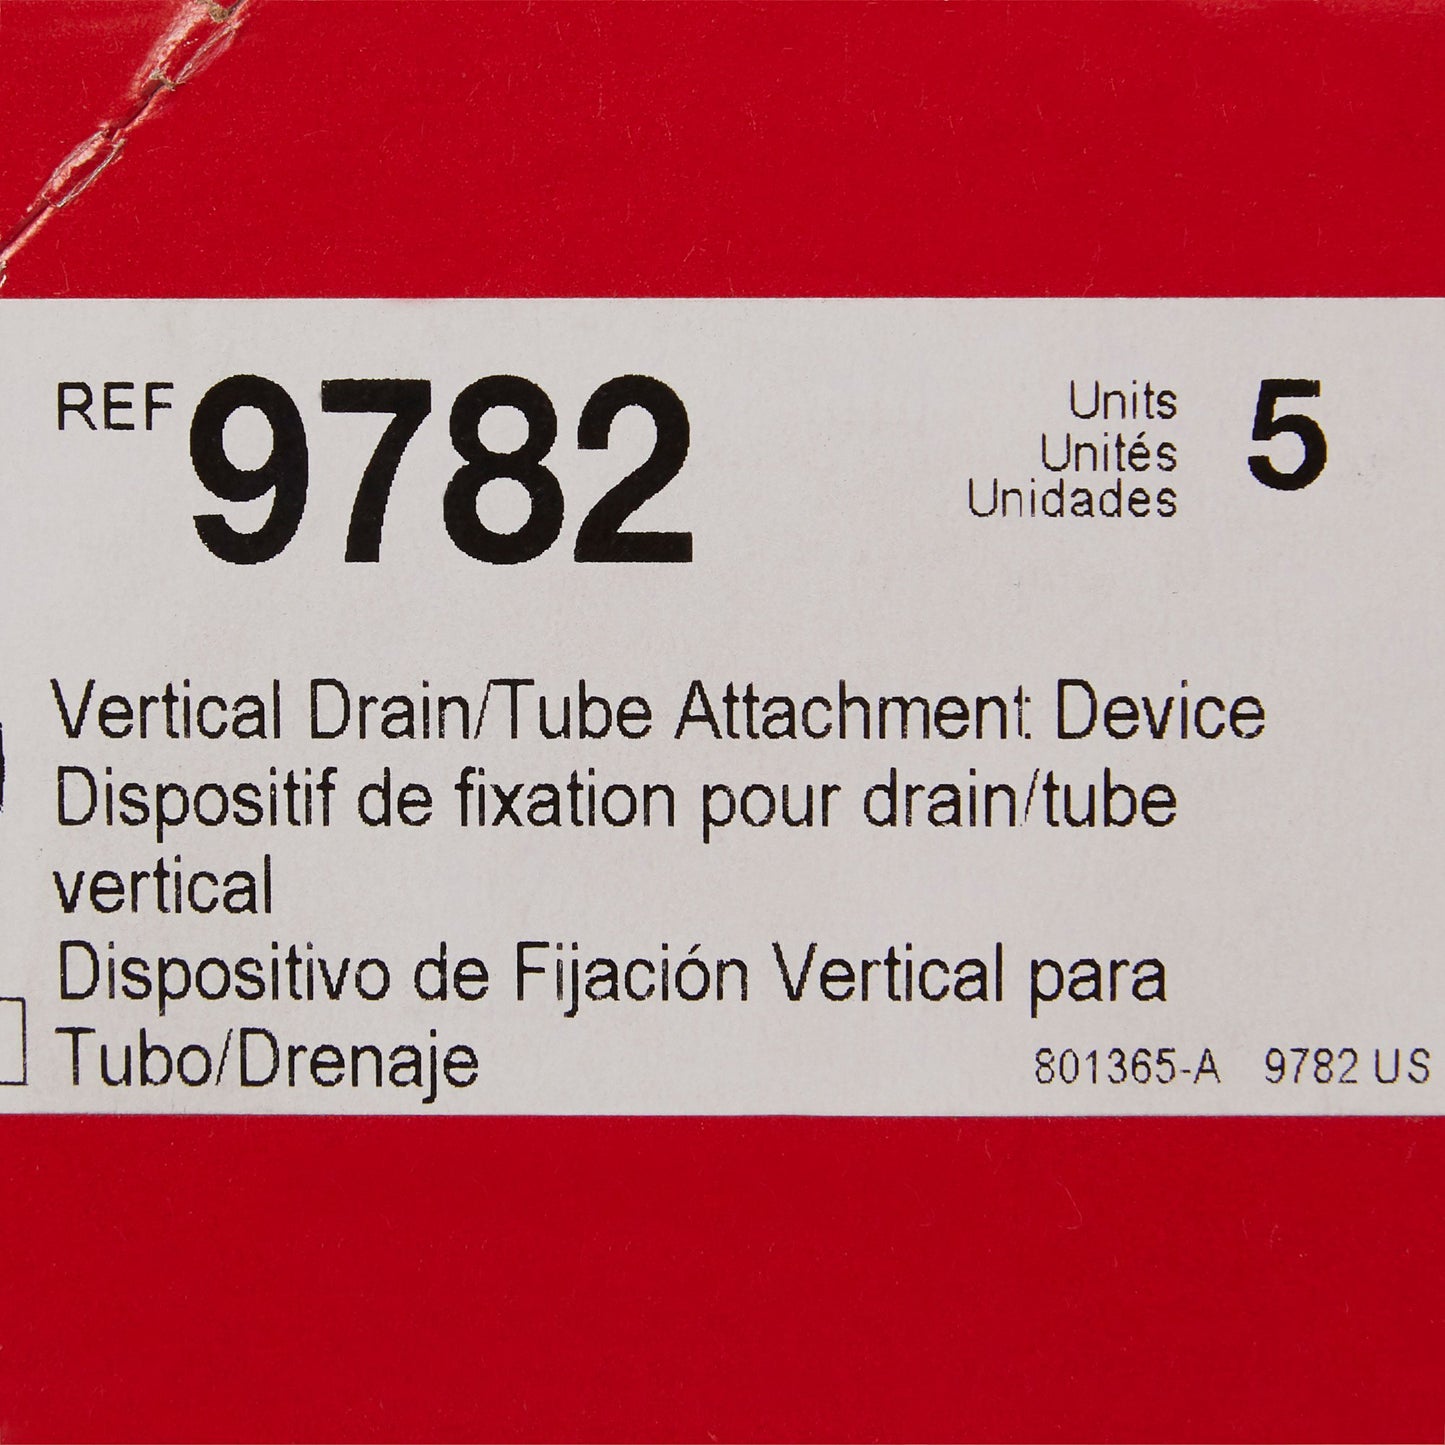 REF 9782
Units
Unités
Unidades
5
Vertical Drain/Tube Attachment Device
Dispositif de fixation pour drain/tube
vertical
Dispositivo de Fijación Vertical para
Tubo/Drenaje
801365-A 9782 US